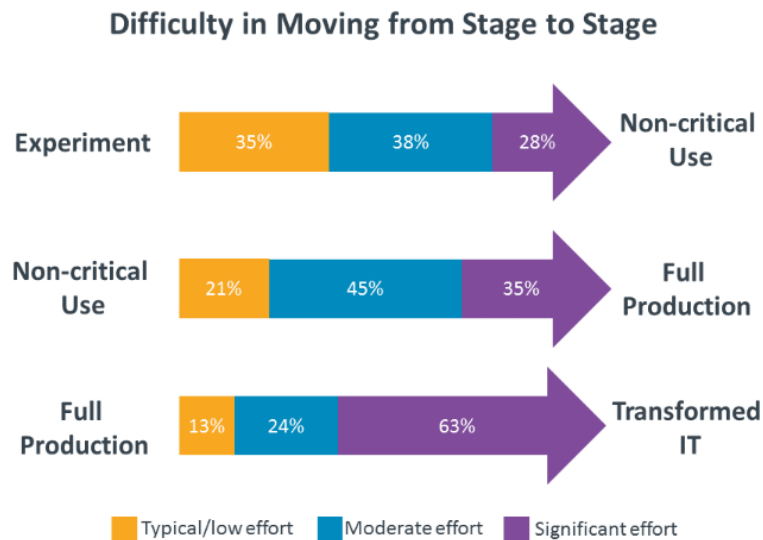 Difficulty in Moving from Stage to Stage
Experiment
35%
38%
28%
Non-critical
Use
Non-critical
Use
21%
45%
35%
Full
Production
Full
Production
13%
24%
63%
Transformed
IT
Typical/low effort
Moderate effort
Significant effort